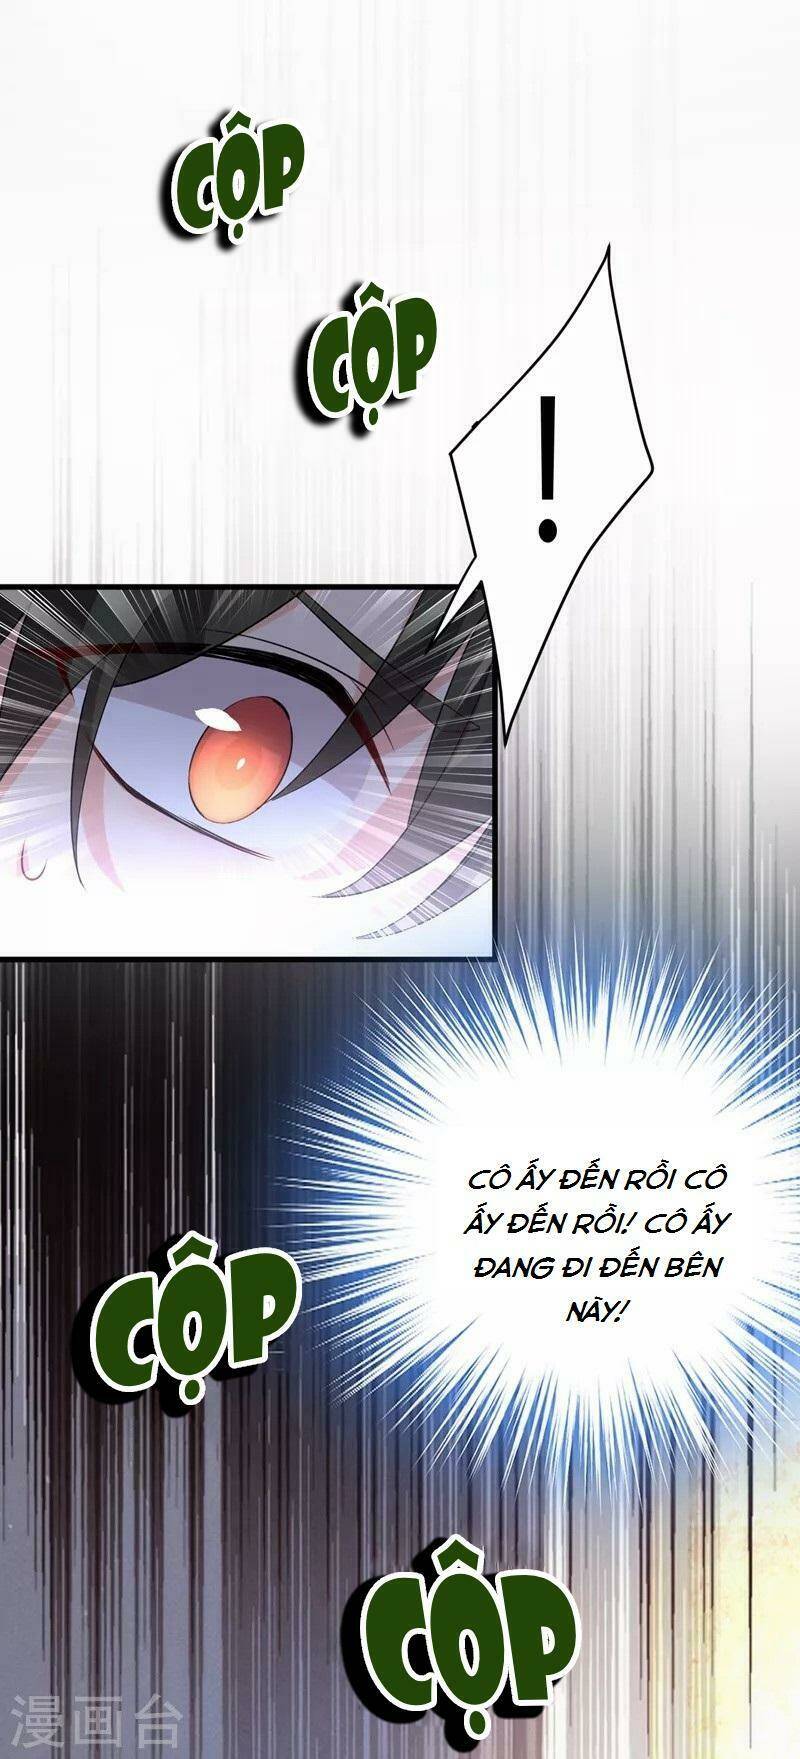 CỘP
CỘP
!
CÔ ẤY ĐẾN RỒI CÔ
ẤY ĐẾN RỒI! CÔ ẤY
ĐANG ĐI ĐẾN BÊN
NÀY!
CỘP
CỘP
漫画台